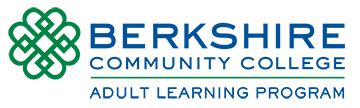 BERKSHIRE
COMMUNITY COLLEGE
ADULT LEARNING PROGRAM